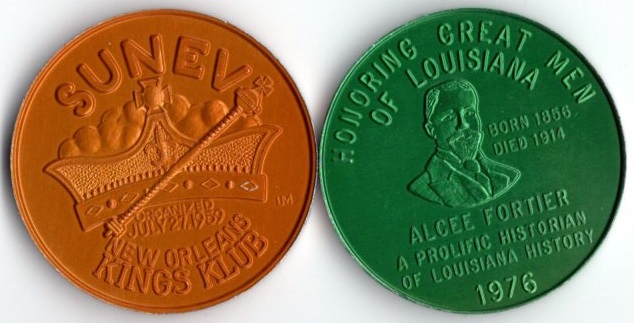 SUNEV
ORGANIZED
JULY 27, 1959
NEW ORLEANS
KINGS KLUB
HONORING GREAT MEN
OF LOUISIANA
BORN 1856
DIED 1914
ALCEE FORTIER
A PROLIFIC HISTORIAN
OF LOUISIANA HISTORY
1976